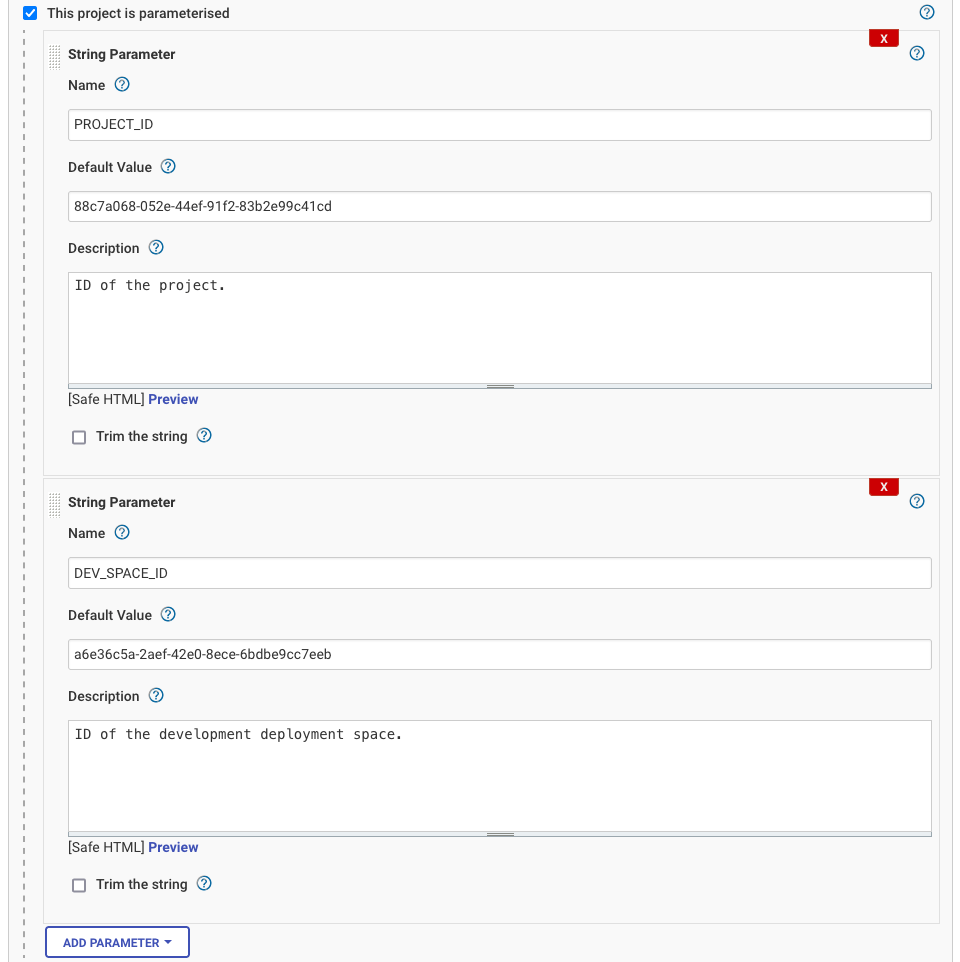 This project is parameterised
String Parameter
X
Name
PROJECT_ID
Default Value
88c7a068-052e-44ef-91f2-83b2e99c41cd
Description
ID of the project.
[Safe HTML] Preview
Trim the string
String Parameter
X
Name
DEV_SPACE_ID
Default Value
a6e36c5a-2aef-42e0-8ece-6bdbe9cc7eeb
Description
ID of the development deployment space.
[Safe HTML] Preview
Trim the string
ADD PARAMETER